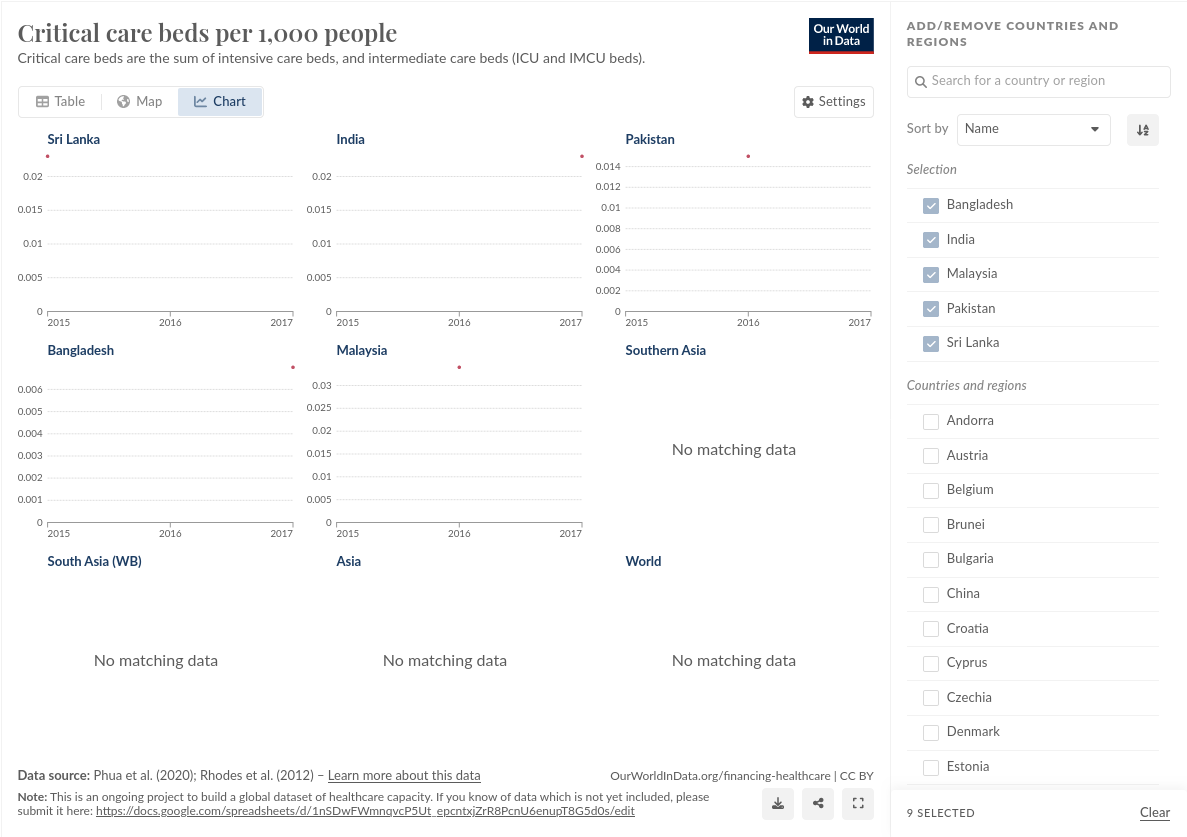 Critical care beds per 1,000 people
Critical care beds are the sum of intensive care beds, and intermediate care beds (ICU and IMCU beds).
Our World
in Data
Table
Map
Chart
Settings
Sri Lanka
0.02
0.015
0.01
0.005
0
2015
2016
2017
India
0.02
0.015
0.01
0.005
0
2015
2016
2017
Pakistan
0.014
0.012
0.01
0.008
0.006
0.004
0.002
0
2015
2016
2017
Bangladesh
0.006
0.005
0.004
0.003
0.002
0.001
0
2015
2016
2017
Malaysia
0.03
0.025
0.02
0.015
0.01
0.005
0
2015
2016
2017
Southern Asia
No matching data
South Asia (WB)
No matching data
Asia
No matching data
World
No matching data
Data source: Phua et al. (2020); Rhodes et al. (2012) – Learn more about this data
OurWorldInData.org/financing-healthcare | CC BY
Note: This is an ongoing project to build a global dataset of healthcare capacity. If you know of data which is not yet included, please
submit it here: https://docs.google.com/spreadsheets/d/1nSDwFWmnqvcP5Ut_epcntxjZrR8PcnU6enupT8G5d0s/edit
ADD/REMOVE COUNTRIES AND
REGIONS
Search for a country or region
Sort by
Name
Selection
Bangladesh
India
Malaysia
Pakistan
Sri Lanka
Countries and regions
Andorra
Austria
Belgium
Brunei
Bulgaria
China
Croatia
Cyprus
Czechia
Denmark
Estonia
9 SELECTED
Clear